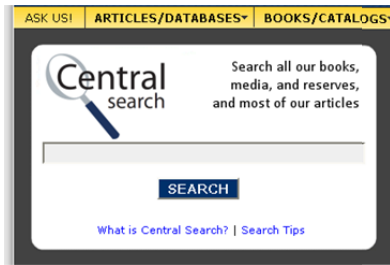 ASK US! ARTICLES/DATABASES BOOKS/CATALOGS
Central search
Search all our books,
media, and reserves,
and most of our articles
SEARCH
What is Central Search? | Search Tips